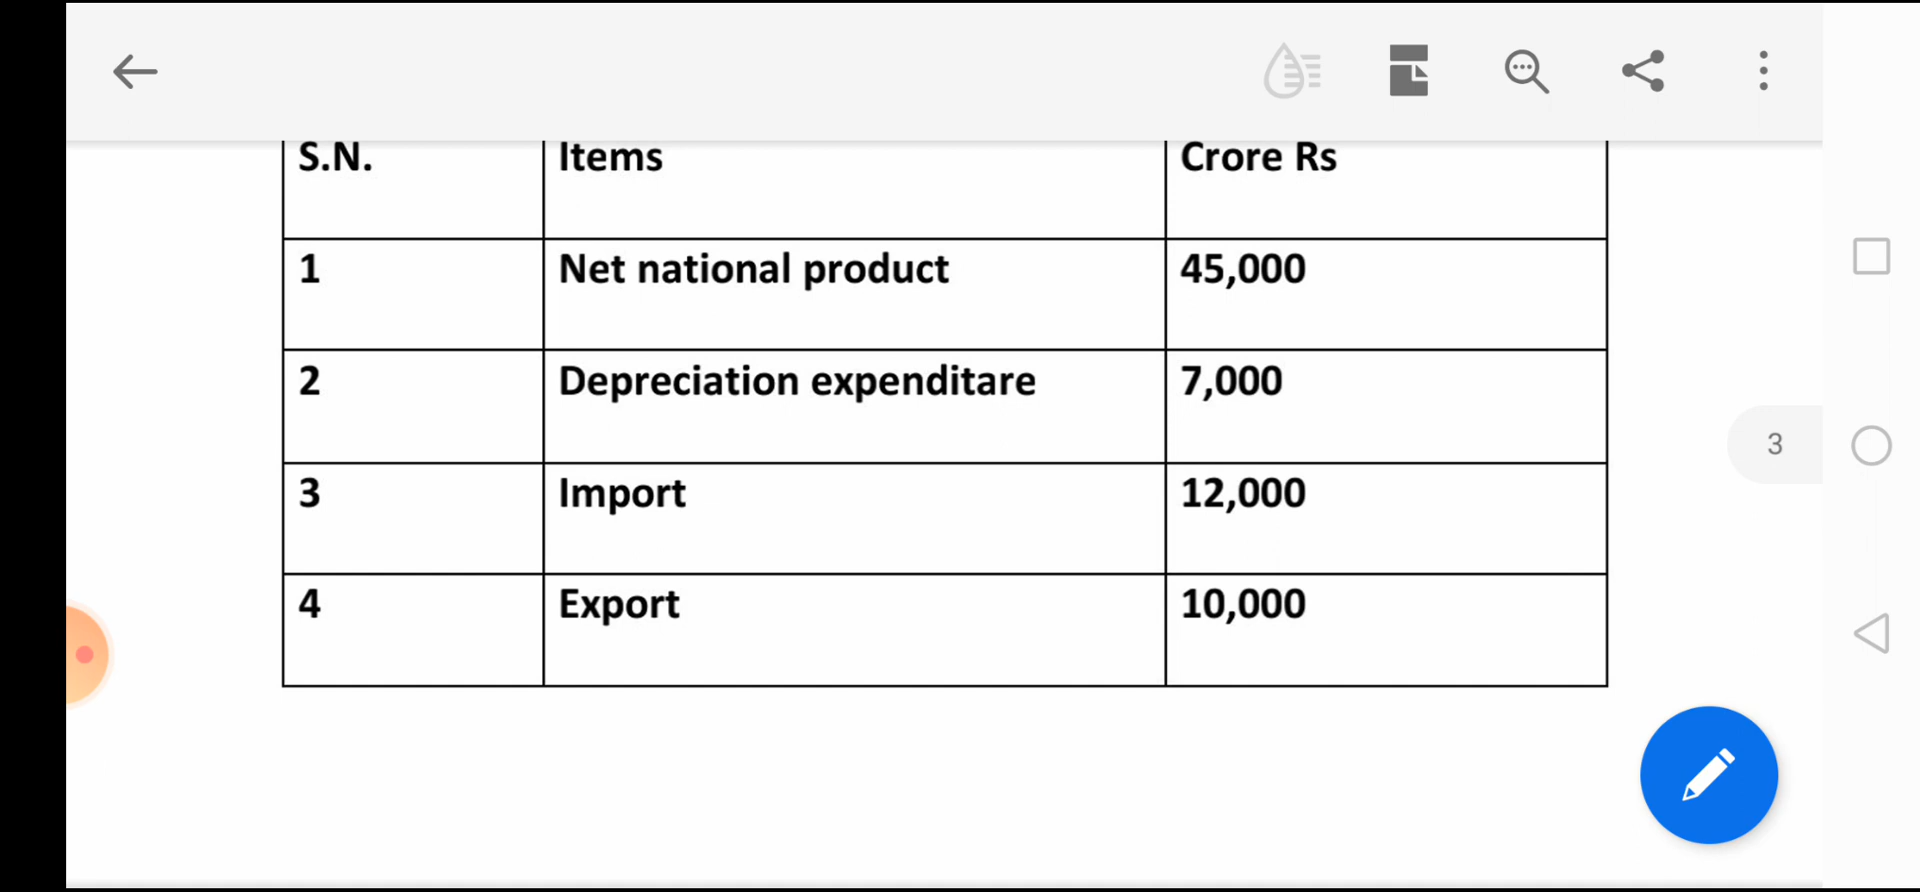 S.N. Items Crore Rs
1 Net national product 45,000
2 Depreciation expenditare 7,000
3 Import 12,000
4 Export 10,000
3